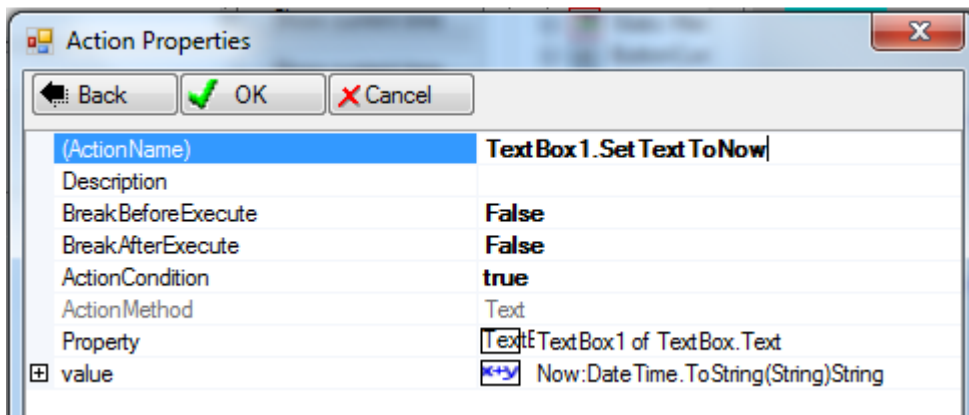 Action Properties
Back OK Cancel
(ActionName) TextBox1.SetTextToNow
Description
BreakBeforeExecute False
BreakAfterExecute False
ActionCondition true
ActionMethod Text
Property TextE TextBox1 of TextBox.Text
value x+y Now:DateTime.ToString(String)String